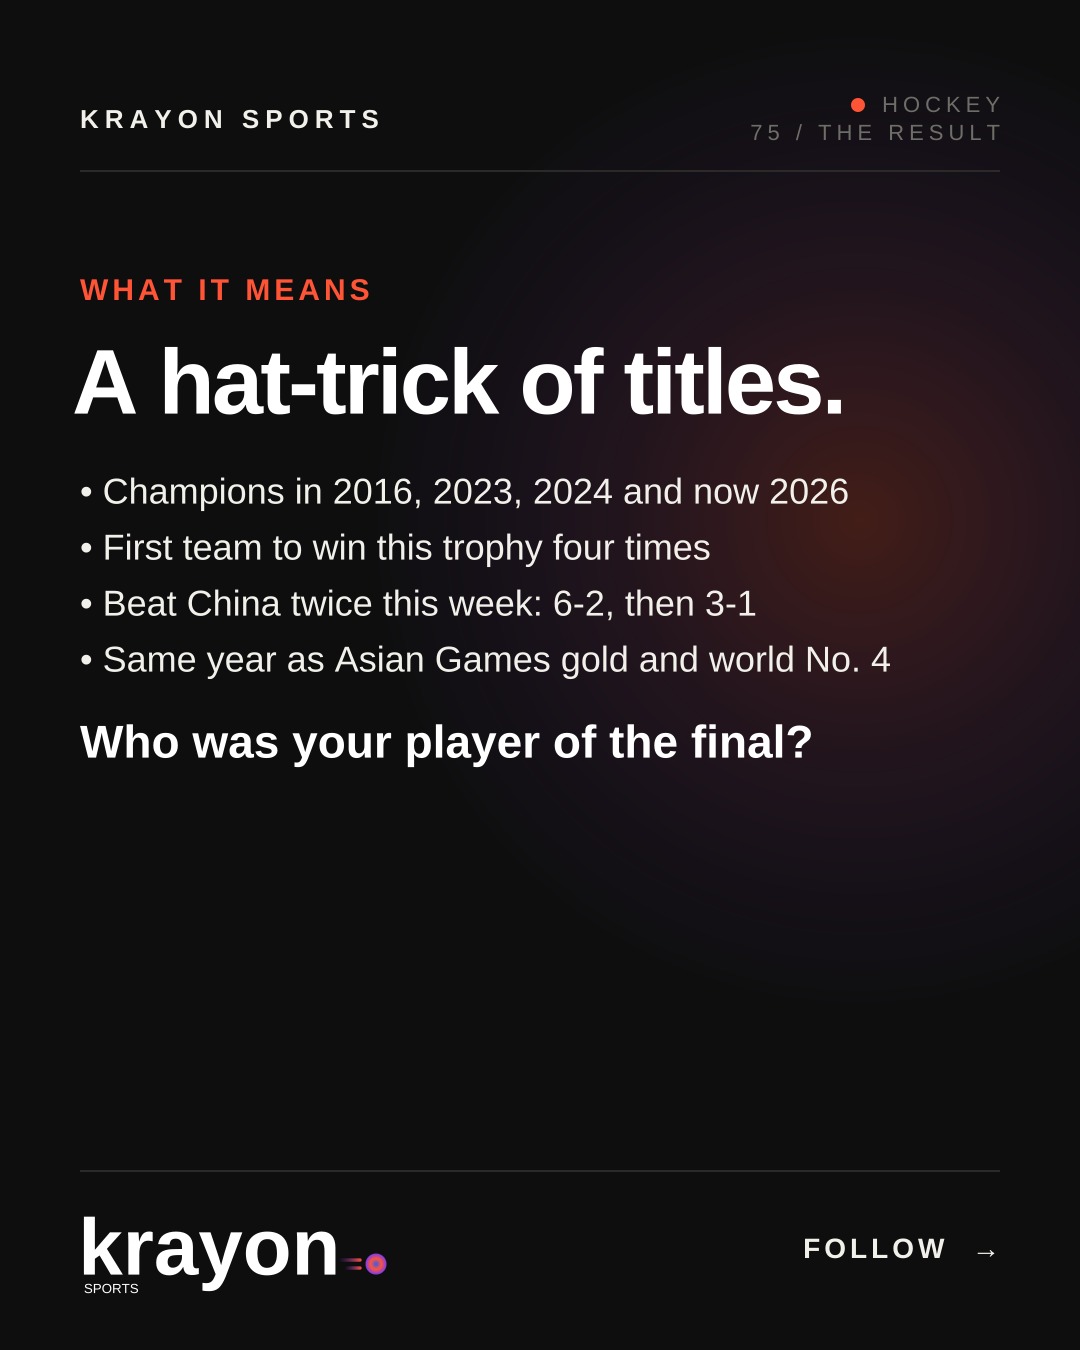 KRAYON SPORTS
HOCKEY
75 / THE RESULT
WHAT IT MEANS
A hat-trick of titles.
• Champions in 2016, 2023, 2024 and now 2026
• First team to win this trophy four times
• Beat China twice this week: 6-2, then 3-1
• Same year as Asian Games gold and world No. 4
Who was your player of the final?
krayon
SPORTS
FOLLOW →